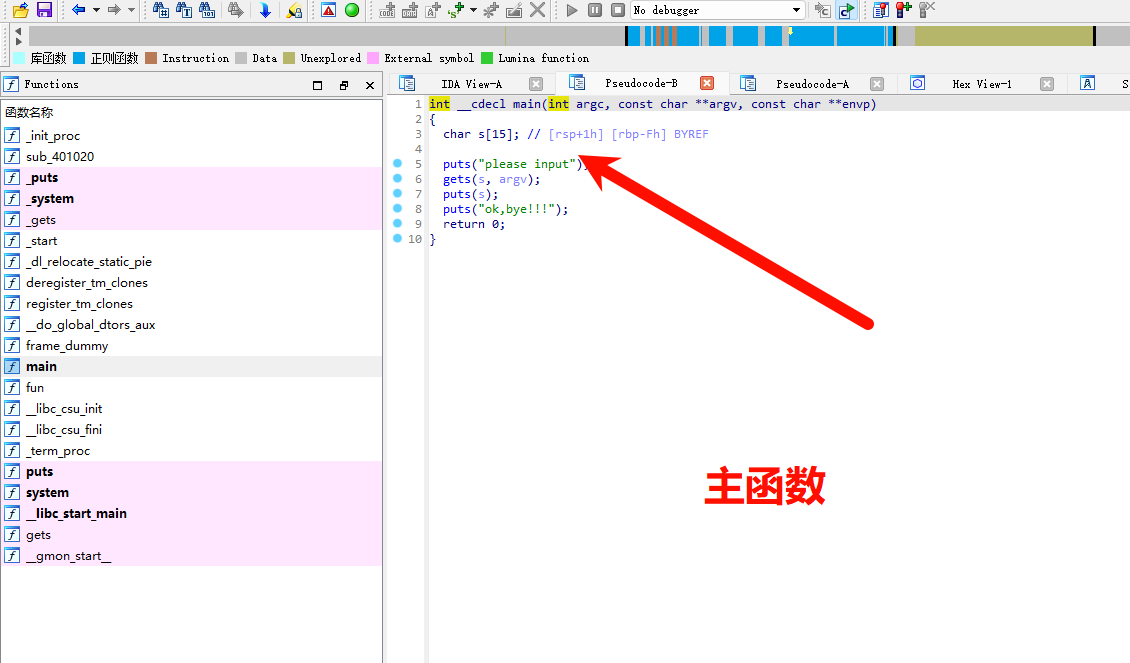 No debugger
库函数 正则函数 Instruction Data Unexplored External symbol Lumina function
Functions
IDA View-A Pseudocode-B Pseudocode-A Hex View-1 S
函数名称
_init_proc
sub_401020
_puts
_system
_gets
_start
_dl_relocate_static_pie
deregister_tm_clones
register_tm_clones
__do_global_dtors_aux
frame_dummy
main
fun
__libc_csu_init
__libc_csu_fini
_term_proc
puts
system
__libc_start_main
gets
__gmon_start__
1 int __cdecl main(int argc, const char **argv, const char **envp)
2 {
3 char s[15]; // [rsp+1h] [rbp-Fh] BYREF
4
5 puts("please input");
6 gets(s, argv);
7 puts(s);
8 puts("ok,bye!!!");
9 return 0;
10 }
主函数